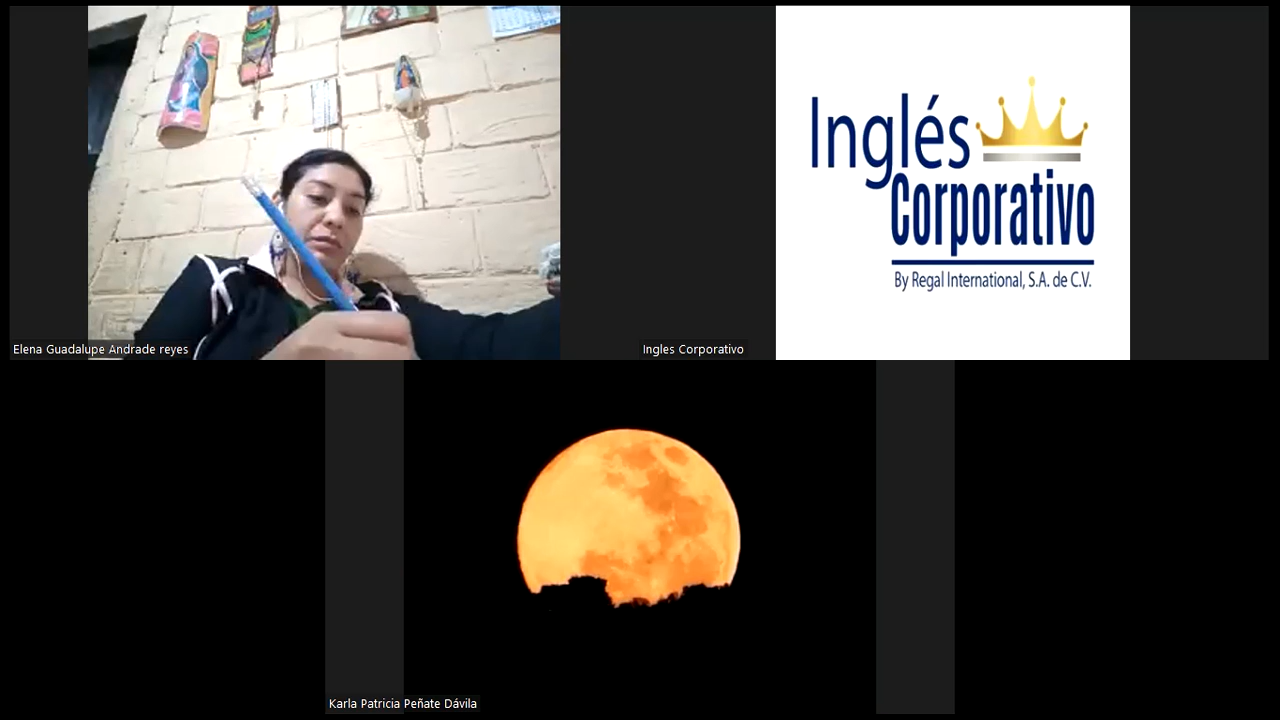 Inglés
Corporativo
By Regal International, S.A. de C.V.
Elena Guadalupe Andrade reyes
Ingles Corporativo
Karla Patricia Peñate Dávila